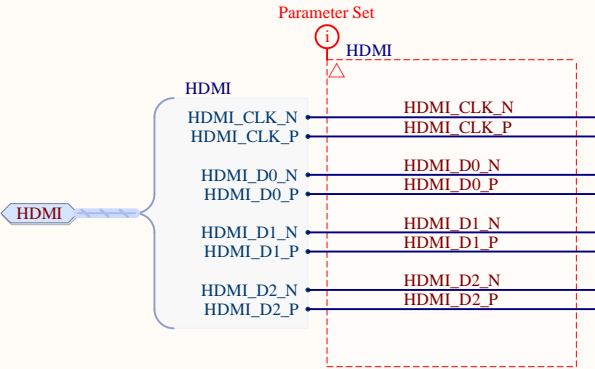 Parameter Set
i
HDMI
HDMI
HDMI_CLK_N HDMI_CLK_N
HDMI_CLK_P HDMI_CLK_P
HDMI_D0_N HDMI_D0_N
HDMI_D0_P HDMI_D0_P
HDMI
HDMI_D1_N HDMI_D1_N
HDMI_D1_P HDMI_D1_P
HDMI_D2_N HDMI_D2_N
HDMI_D2_P HDMI_D2_P